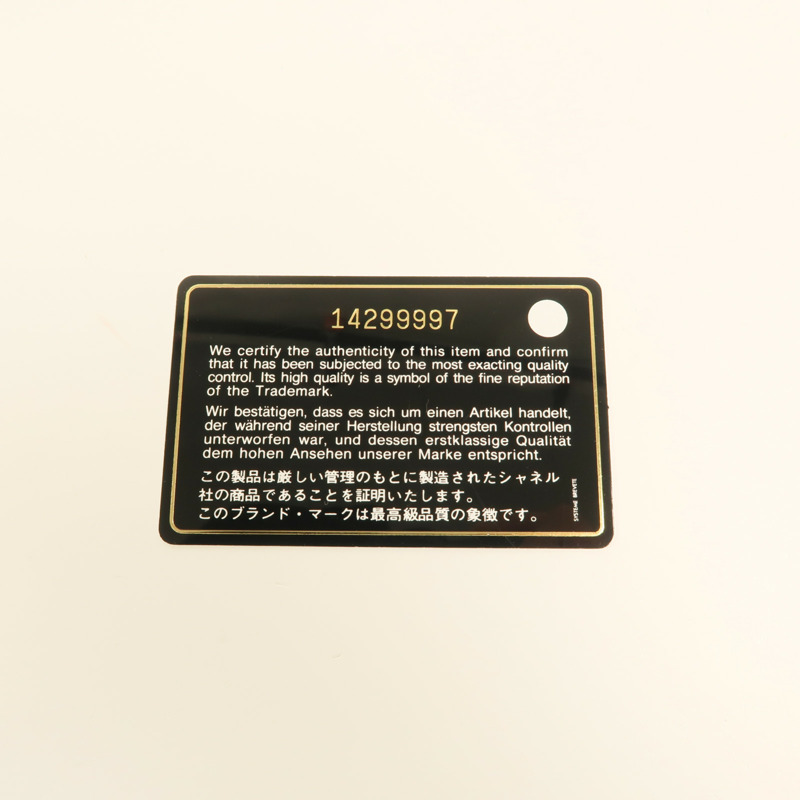 14299997
We certify the authenticity of this item and confirm
that it has been subjected to the most exacting quality
control. Its high quality is a symbol of the fine reputation
of the Trademark.
Wir bestätigen, dass es sich um einen Artikel handelt,
der während seiner Herstellung strengsten Kontrollen
unterworfen war, und dessen erstklassige Qualität
dem hohen Ansehen unserer Marke entspricht.
この製品は厳しい管理のもとに製造されたシャネル
社の商品であることを証明いたします。
このブランド・マークは最高級品質の象徴です。
SYSTEME BREVETE